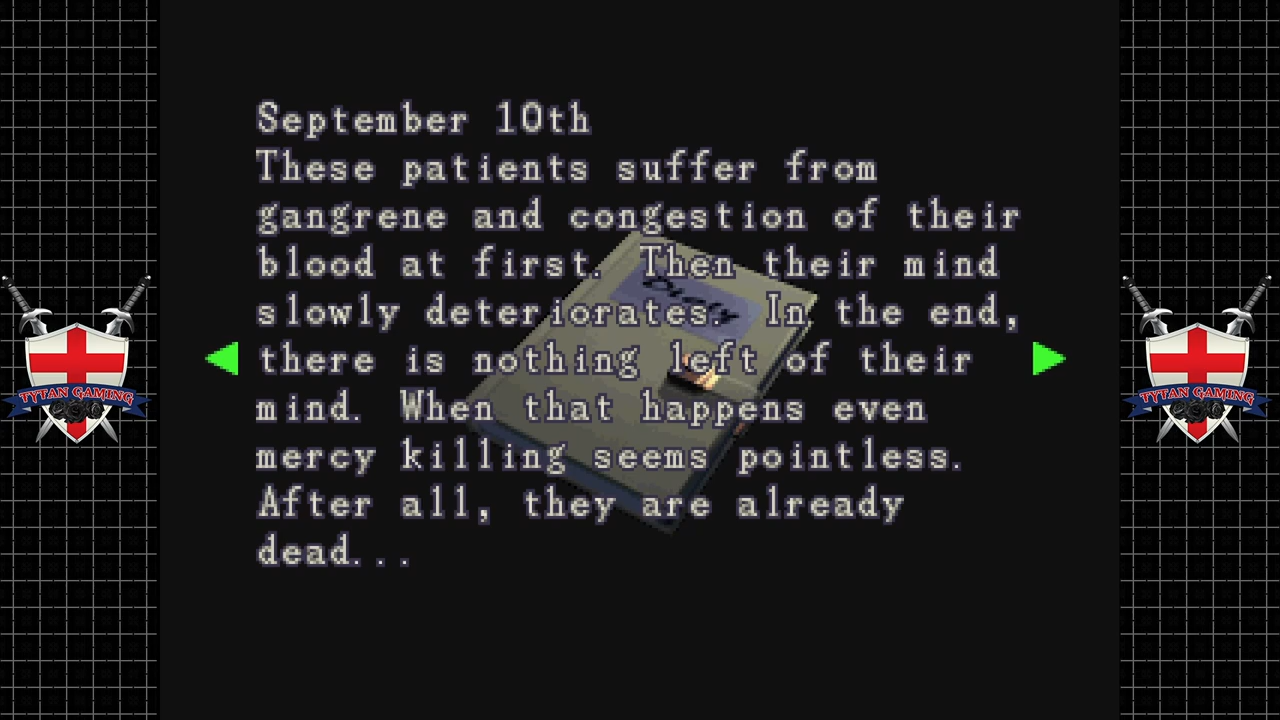 September 10th
These patients suffer from
gangrene and congestion of their
blood at first. Then their mind
slowly deteriorates. In the end,
there is nothing left of their
mind. When that happens even
mercy killing seems pointless.
After all, they are already
dead...
Diary
TYTAN GAMING
TYTAN GAMING